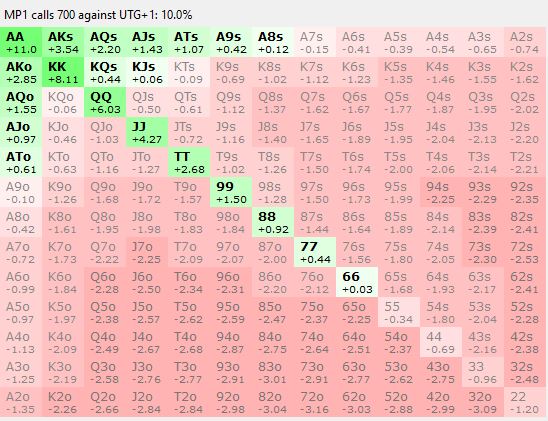 MP1 calls 700 against UTG+1: 10.0%
AA AKs AQs AJs ATs A9s A8s A7s A6s A5s A4s A3s A2s
+11.0 +3.54 +2.20 +1.43 +1.07 +0.42 +0.12 -0.15 -0.41 -0.39 -0.54 -0.65 -0.74
AKo KK KQs KJs KTs K9s K8s K7s K6s K5s K4s K3s K2s
+2.85 +8.11 +0.44 +0.06 -0.09 -0.69 -1.02 -1.12 -1.23 -1.35 -1.46 -1.55 -1.62
AQo KQo QQ QJs QTs Q9s Q8s Q7s Q6s Q5s Q4s Q3s Q2s
+1.55 -0.06 +6.03 -0.50 -0.61 -1.12 -1.37 -1.62 -1.67 -1.77 -1.87 -1.95 -2.02
AJo KJo QJo JJ JTs J9s J8s J7s J6s J5s J4s J3s J2s
+0.97 -0.46 -1.03 +4.27 -0.72 -1.16 -1.40 -1.65 -1.89 -1.95 -2.04 -2.13 -2.20
ATo KTo QTo JTo TT T9s T8s T7s T6s T5s T4s T3s T2s
+0.61 -0.63 -1.16 -1.27 +2.68 -1.02 -1.26 -1.50 -1.74 -2.00 -2.06 -2.14 -2.21
A9o K9o Q9o J9o T9o 99 98s 97s 96s 95s 94s 93s 92s
-0.10 -1.26 -1.68 -1.72 -1.57 +1.50 -1.28 -1.50 -1.73 -1.99 -2.25 -2.29 -2.35
A8o K8o Q8o J8o T8o 98o 88 87s 86s 85s 84s 83s 82s
-0.42 -1.61 -1.95 -1.98 -1.83 -1.84 +0.92 -1.44 -1.64 -1.89 -2.14 -2.39 -2.41
A7o K7o Q7o J7o T7o 97o 87o 77 76s 75s 74s 73s 72s
-0.72 -1.73 -2.22 -2.25 -2.09 -2.07 -2.00 +0.44 -1.56 -1.80 -2.05 -2.30 -2.53
A6o K6o Q6o J6o T6o 96o 86o 76o 66 65s 64s 63s 62s
-0.99 -1.84 -2.28 -2.50 -2.34 -2.31 -2.20 -2.12 +0.03 -1.68 -1.93 -2.17 -2.41
A5o K5o Q5o J5o T5o 95o 85o 75o 65o 55 54s 53s 52s
-0.97 -1.97 -2.38 -2.57 -2.62 -2.59 -2.47 -2.37 -2.25 -0.34 -1.80 -2.04 -2.28
A4o K4o Q4o J4o T4o 94o 84o 74o 64o 54o 44 43s 42s
-1.13 -2.09 -2.49 -2.67 -2.68 -2.87 -2.75 -2.64 -2.51 -2.37 -0.69 -2.16 -2.38
A3o K3o Q3o J3o T3o 93o 83o 73o 63o 53o 43o 33 32s
-1.25 -2.19 -2.58 -2.76 -2.77 -2.91 -3.01 -2.91 -2.77 -2.62 -2.75 -0.96 -2.48
A2o K2o Q2o J2o T2o 92o 82o 72o 62o 52o 42o 32o 22
-1.35 -2.26 -2.66 -2.84 -2.84 -2.98 -3.04 -3.16 -3.03 -2.88 -2.99 -3.09 -1.20